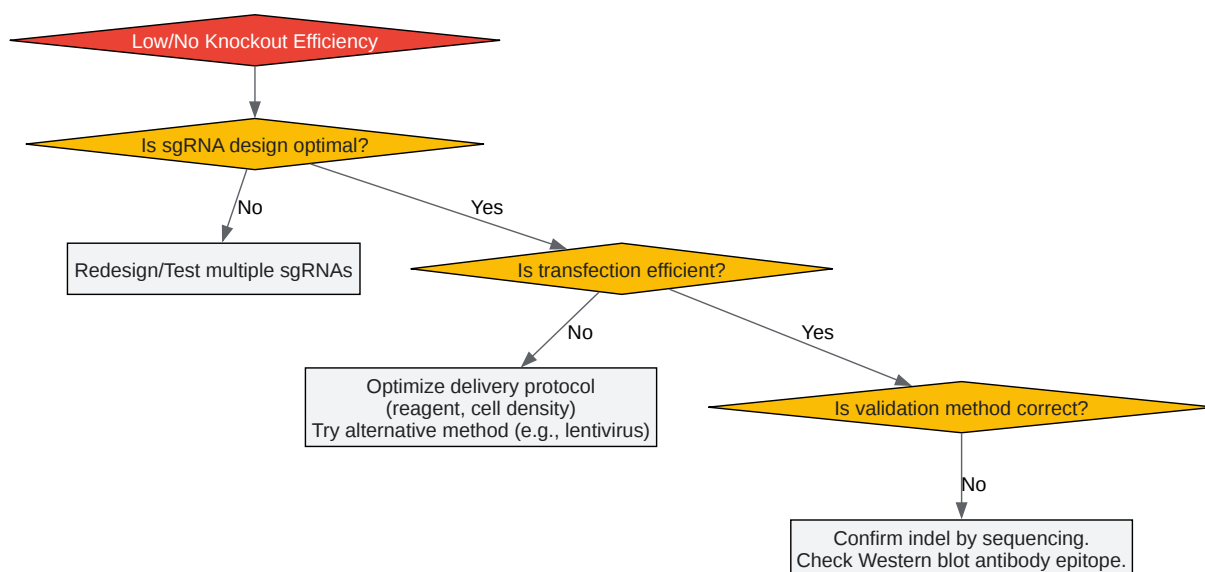 Low/No Knockout Efficiency
Is sgRNA design optimal?
No
Yes
Redesign/Test multiple sgRNAs
Is transfection efficient?
No
Yes
Optimize delivery protocol
(reagent, cell density)
Try alternative method (e.g., lentivirus)
Is validation method correct?
No
Confirm indel by sequencing.
Check Western blot antibody epitope.